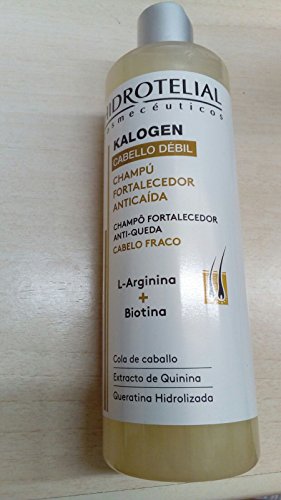 HIDROTELIAL
cosmecéuticos
KALOGEN
CABELLO DÉBIL
CHAMPÚ
FORTALECEDOR
ANTICAÍDA
CHAMPÔ FORTALECEDOR
ANTI-QUEDA
CABELO FRACO
L-Arginina
+
Biotina
Cola de caballo
Extracto de Quinina
Queratina Hidrolizada